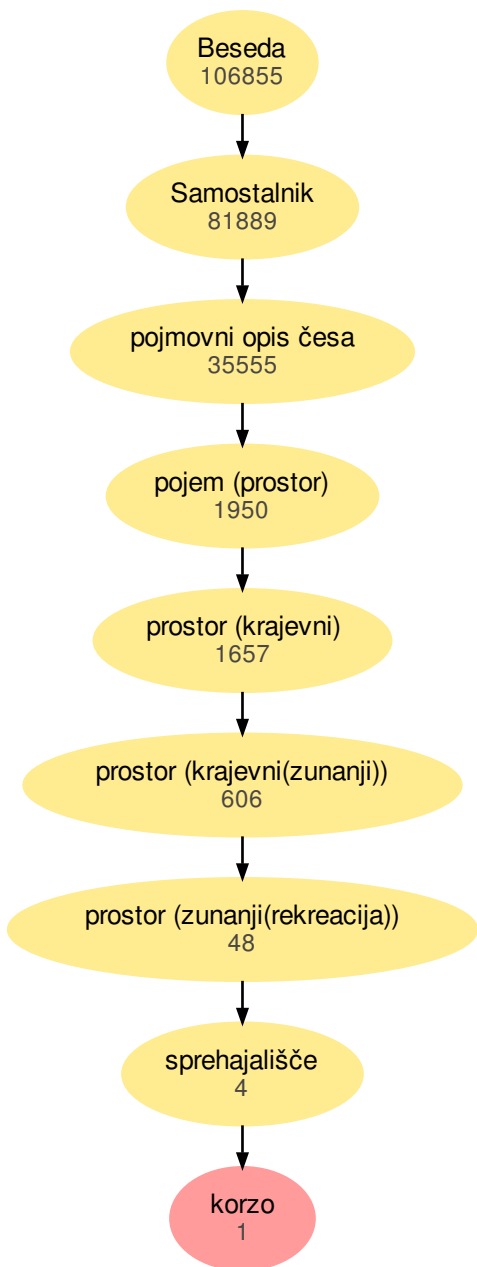 Beseda
106855
Samostalnik
81889
pojmovni opis česa
35555
pojem (prostor)
1950
prostor (krajevni)
1657
prostor (krajevni(zunanji))
606
prostor (zunanji(rekreacija))
48
sprehajališče
4
korzo
1